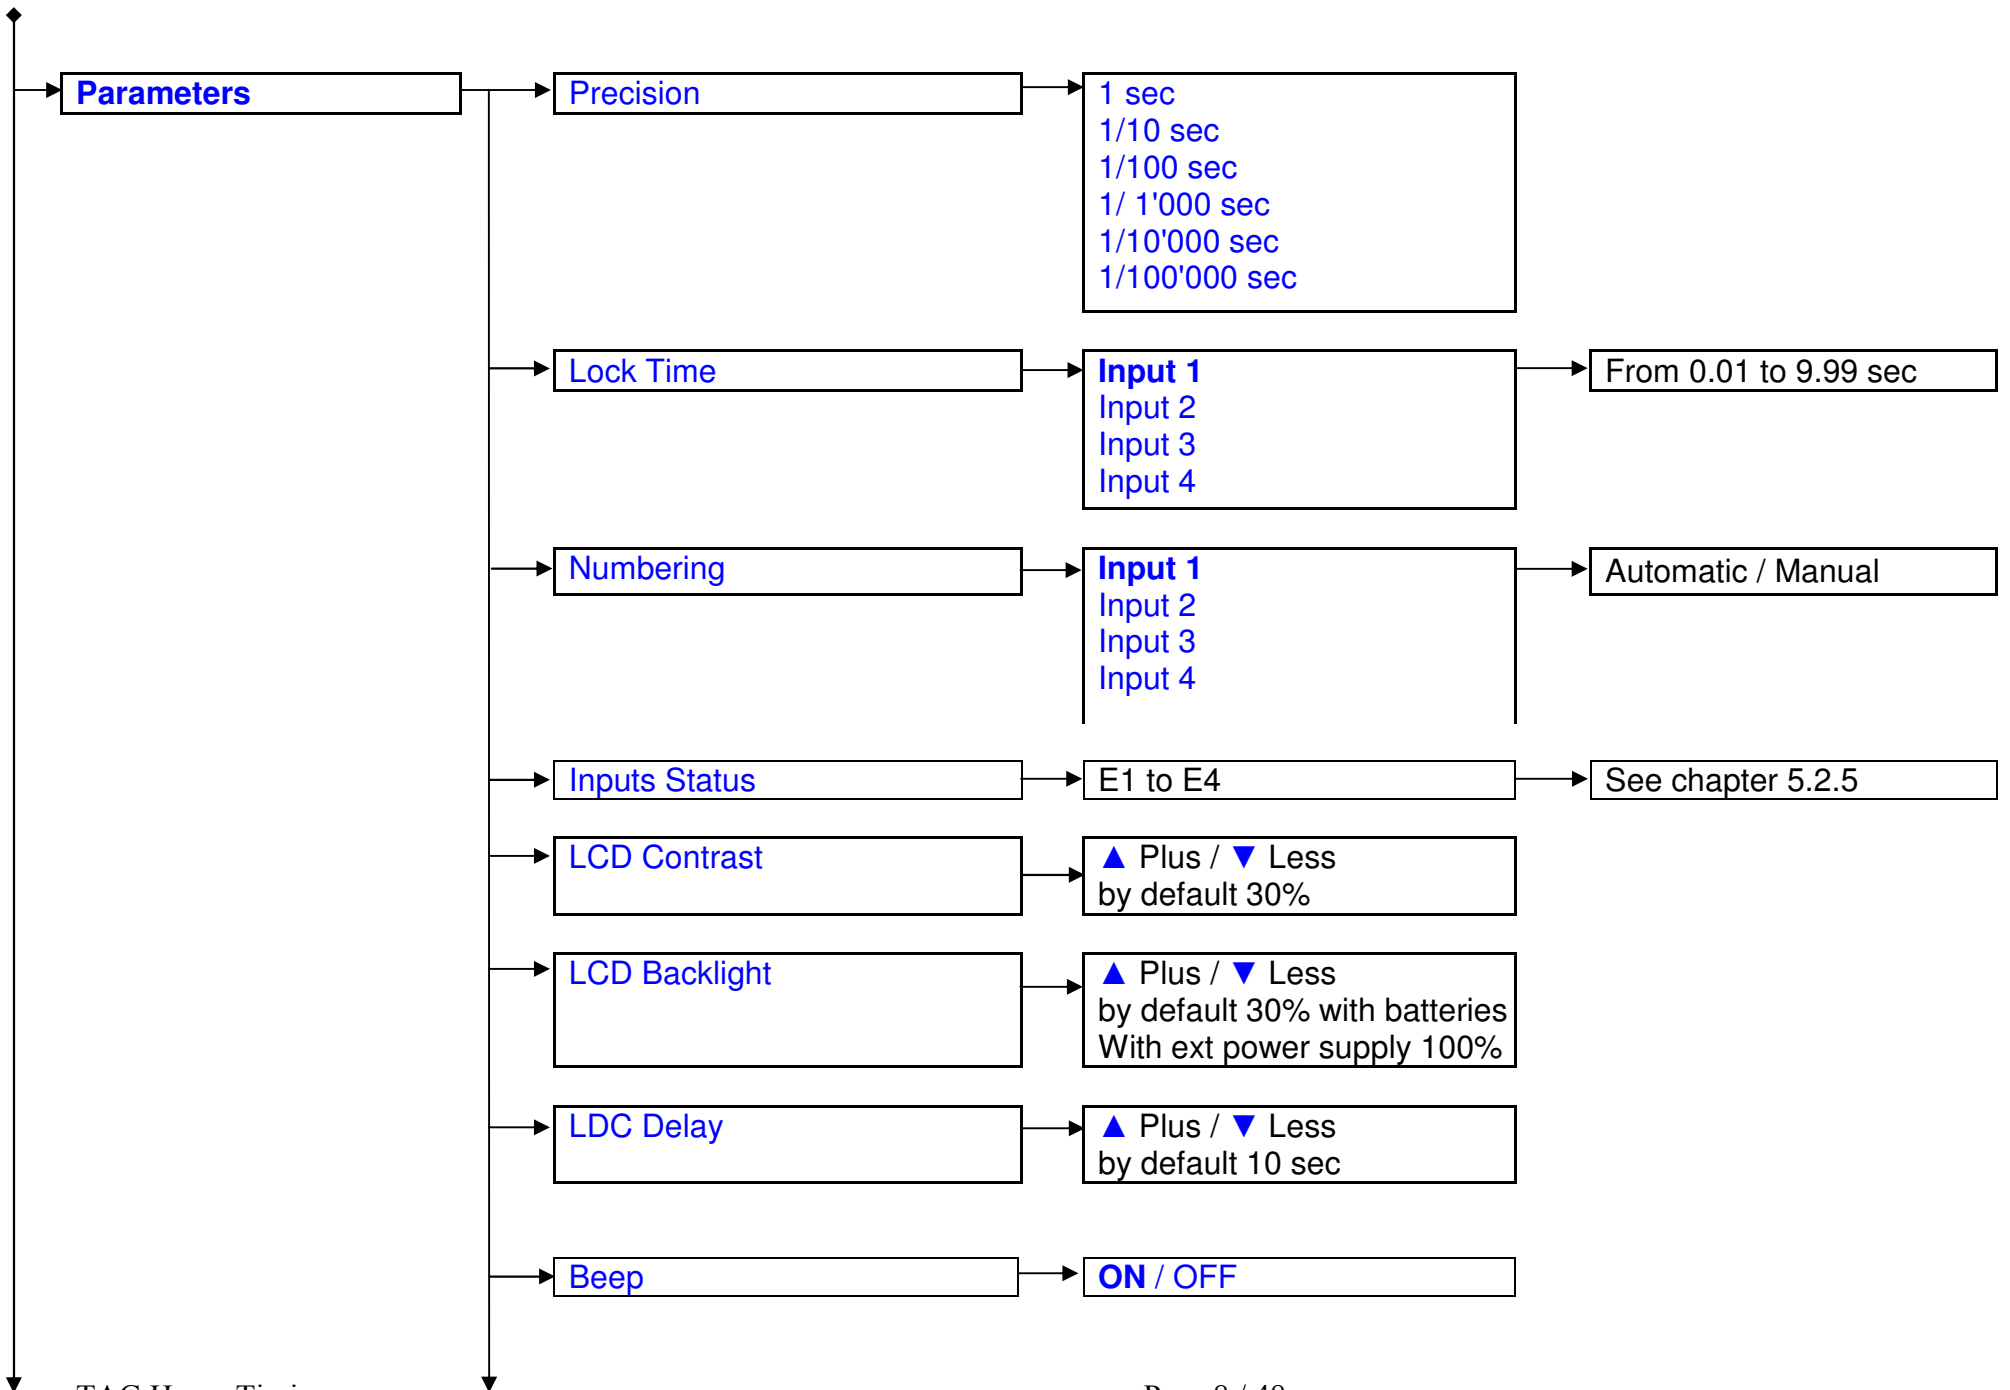 Parameters
Precision
1 sec
1/10 sec
1/100 sec
1/ 1'000 sec
1/10'000 sec
1/100'000 sec
Lock Time
Input 1
Input 2
Input 3
Input 4
From 0.01 to 9.99 sec
Numbering
Input 1
Input 2
Input 3
Input 4
Automatic / Manual
Inputs Status
E1 to E4
See chapter 5.2.5
LCD Contrast
▲ Plus / ▼ Less
by default 30%
LCD Backlight
▲ Plus / ▼ Less
by default 30% with batteries
With ext power supply 100%
LDC Delay
▲ Plus / ▼ Less
by default 10 sec
Beep
ON / OFF